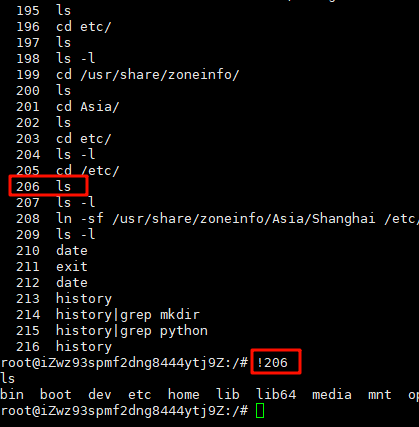 195 ls
196 cd etc/
197 ls
198 ls -l
199 cd /usr/share/zoneinfo/
200 ls
201 cd Asia/
202 ls
203 cd etc/
204 ls -l
205 cd /etc/
206 ls
207 ls -l
208 ln -sf /usr/share/zoneinfo/Asia/Shanghai /etc/
209 ls -l
210 date
211 exit
212 date
213 history
214 history|grep mkdir
215 history|grep python
216 history
root@iZwz93spmf2dng8444ytj9Z:/# !206
ls
bin boot dev etc home lib lib64 media mnt op
root@iZwz93spmf2dng8444ytj9Z:/#